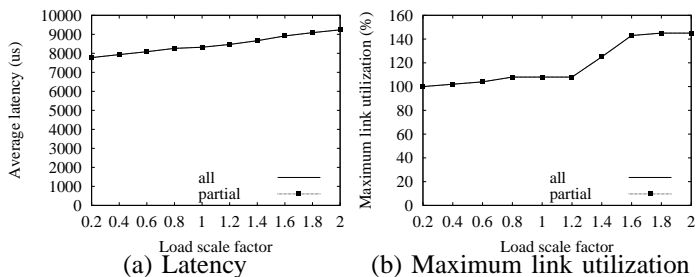 10000
9000
8000
7000
6000
5000
4000
3000
2000
1000
0
Average latency (us)
all
partial
0.2 0.4 0.6 0.8 1 1.2 1.4 1.6 1.8 2
Load scale factor
(a) Latency
160
140
120
100
80
60
40
20
0
Maximum link utilization (%)
all
partial
0.2 0.4 0.6 0.8 1 1.2 1.4 1.6 1.8 2
Load scale factor
(b) Maximum link utilization